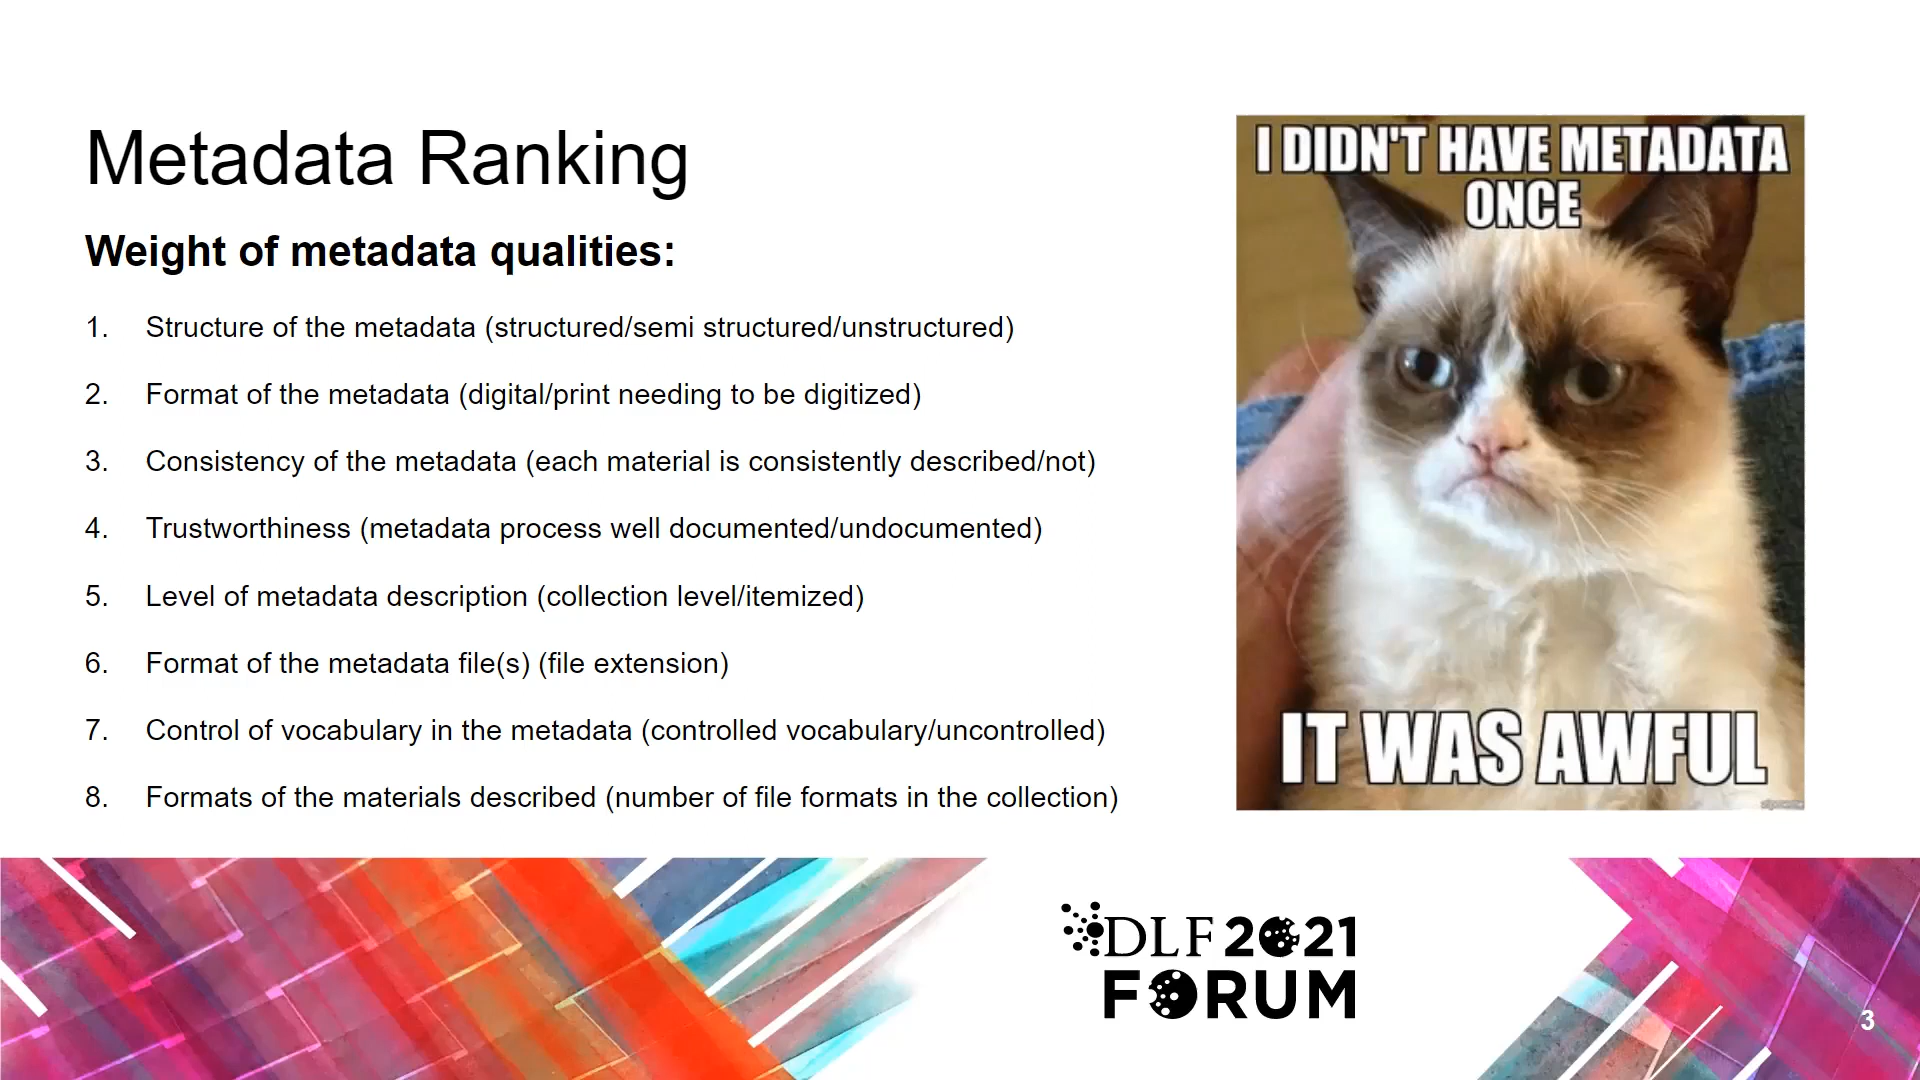 Metadata Ranking
Weight of metadata qualities:
1. Structure of the metadata (structured/semi structured/unstructured)
2. Format of the metadata (digital/print needing to be digitized)
3. Consistency of the metadata (each material is consistently described/not)
4. Trustworthiness (metadata process well documented/undocumented)
5. Level of metadata description (collection level/itemized)
6. Format of the metadata file(s) (file extension)
7. Control of vocabulary in the metadata (controlled vocabulary/uncontrolled)
8. Formats of the materials described (number of file formats in the collection)
I DIDN'T HAVE METADATA
ONCE
IT WAS AWFUL
DLF 2021
FORUM
3